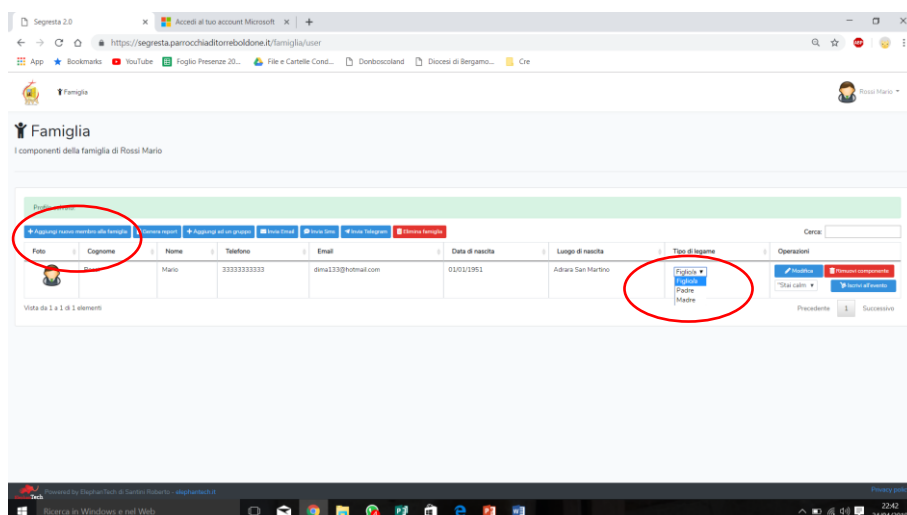 Segresta 2.0
Accedi al tuo account Microsoft
https://segresta.parrocchiaditorreboldone.it/famiglia/user
App Bookmarks YouTube Foglio Presenze 20... File e Cartelle Cond... Donboscoland Diocesi di Bergamo... Cre
Famiglia Rossi Mario
Famiglia
I componenti della famiglia di Rossi Mario
+ Aggiungi nuovo membro alla famiglia Genera report + Aggiungi ad un gruppo Invia Email Invia Sms Invia Telegram Elimina famiglia Cerca:
Foto Cognome Nome Telefono Email Data di nascita Luogo di nascita Tipo di legame Operazioni
Rossi Mario 33333333333 dima133@hotmail.com 01/01/1951 Adrara San Martino Figlio/a Modifica Rimuovi componente
Figlio/a "Stai calm Iscrivi all'evento
Padre
Madre
Vista da 1 a 1 di 1 elementi Precedente 1 Successivo
Tech Powered by ElephanTech di Santini Roberto - elephantech.it
Ricerca in Windows e nel Web 22:42